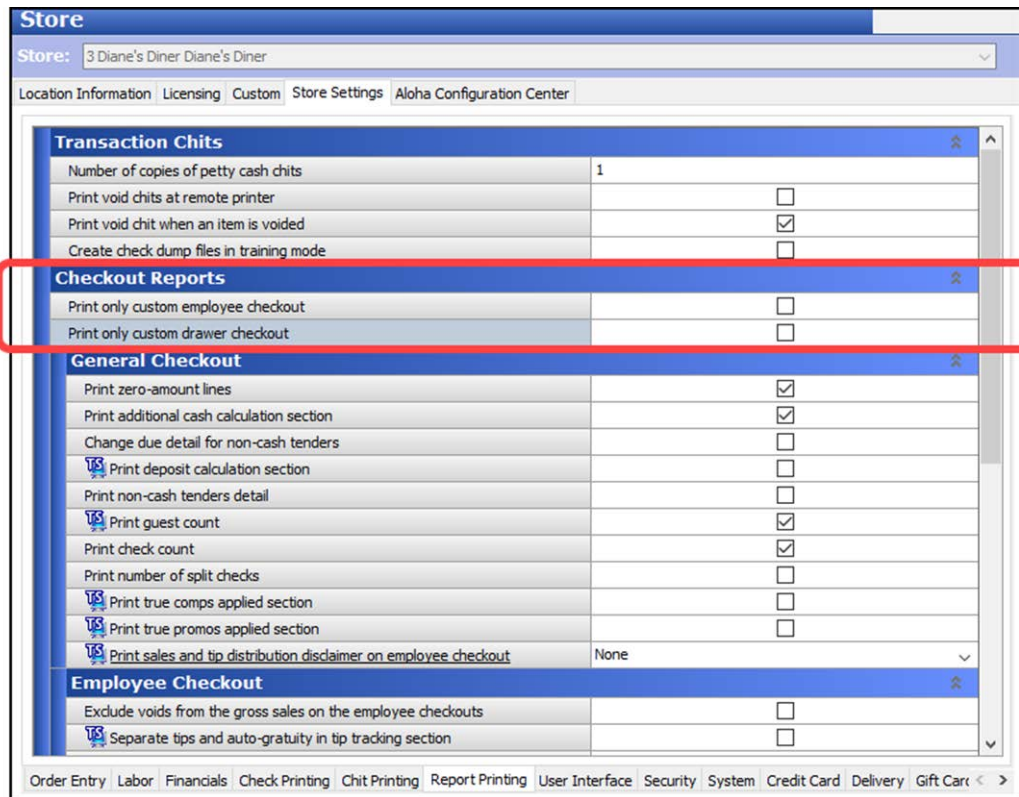 Store
Store: 3 Diane's Diner Diane's Diner
Location Information Licensing Custom Store Settings Aloha Configuration Center
Transaction Chits
Number of copies of petty cash chits 1
Print void chits at remote printer
Print void chit when an item is voided
Create check dump files in training mode
Checkout Reports
Print only custom employee checkout
Print only custom drawer checkout
General Checkout
Print zero-amount lines
Print additional cash calculation section
Change due detail for non-cash tenders
TS Print deposit calculation section
Print non-cash tenders detail
TS Print guest count
Print check count
Print number of split checks
TS Print true comps applied section
TS Print true promos applied section
TS Print sales and tip distribution disclaimer on employee checkout None
Employee Checkout
Exclude voids from the gross sales on the employee checkouts
TS Separate tips and auto-gratuity in tip tracking section
Order Entry Labor Financials Check Printing Chit Printing Report Printing User Interface Security System Credit Card Delivery Gift Card